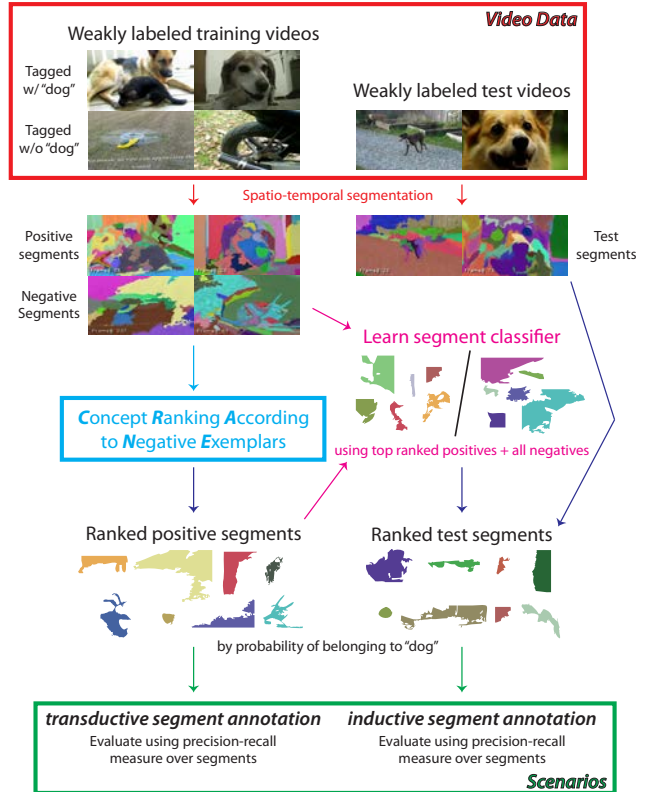 Video Data
Weakly labeled training videos
Tagged
w/ “dog”
Weakly labeled test videos
Tagged
w/o “dog”
Spatio-temporal segmentation
Positive
segments
Test
segments
Negative
Segments
Learn segment classifier
Concept Ranking According
to Negative Exemplars
using top ranked positives + all negatives
Ranked positive segments
Ranked test segments
by probability of belonging to “dog”
transductive segment annotation
inductive segment annotation
Evaluate using precision-recall
measure over segments
Evaluate using precision-recall
measure over segments
Scenarios